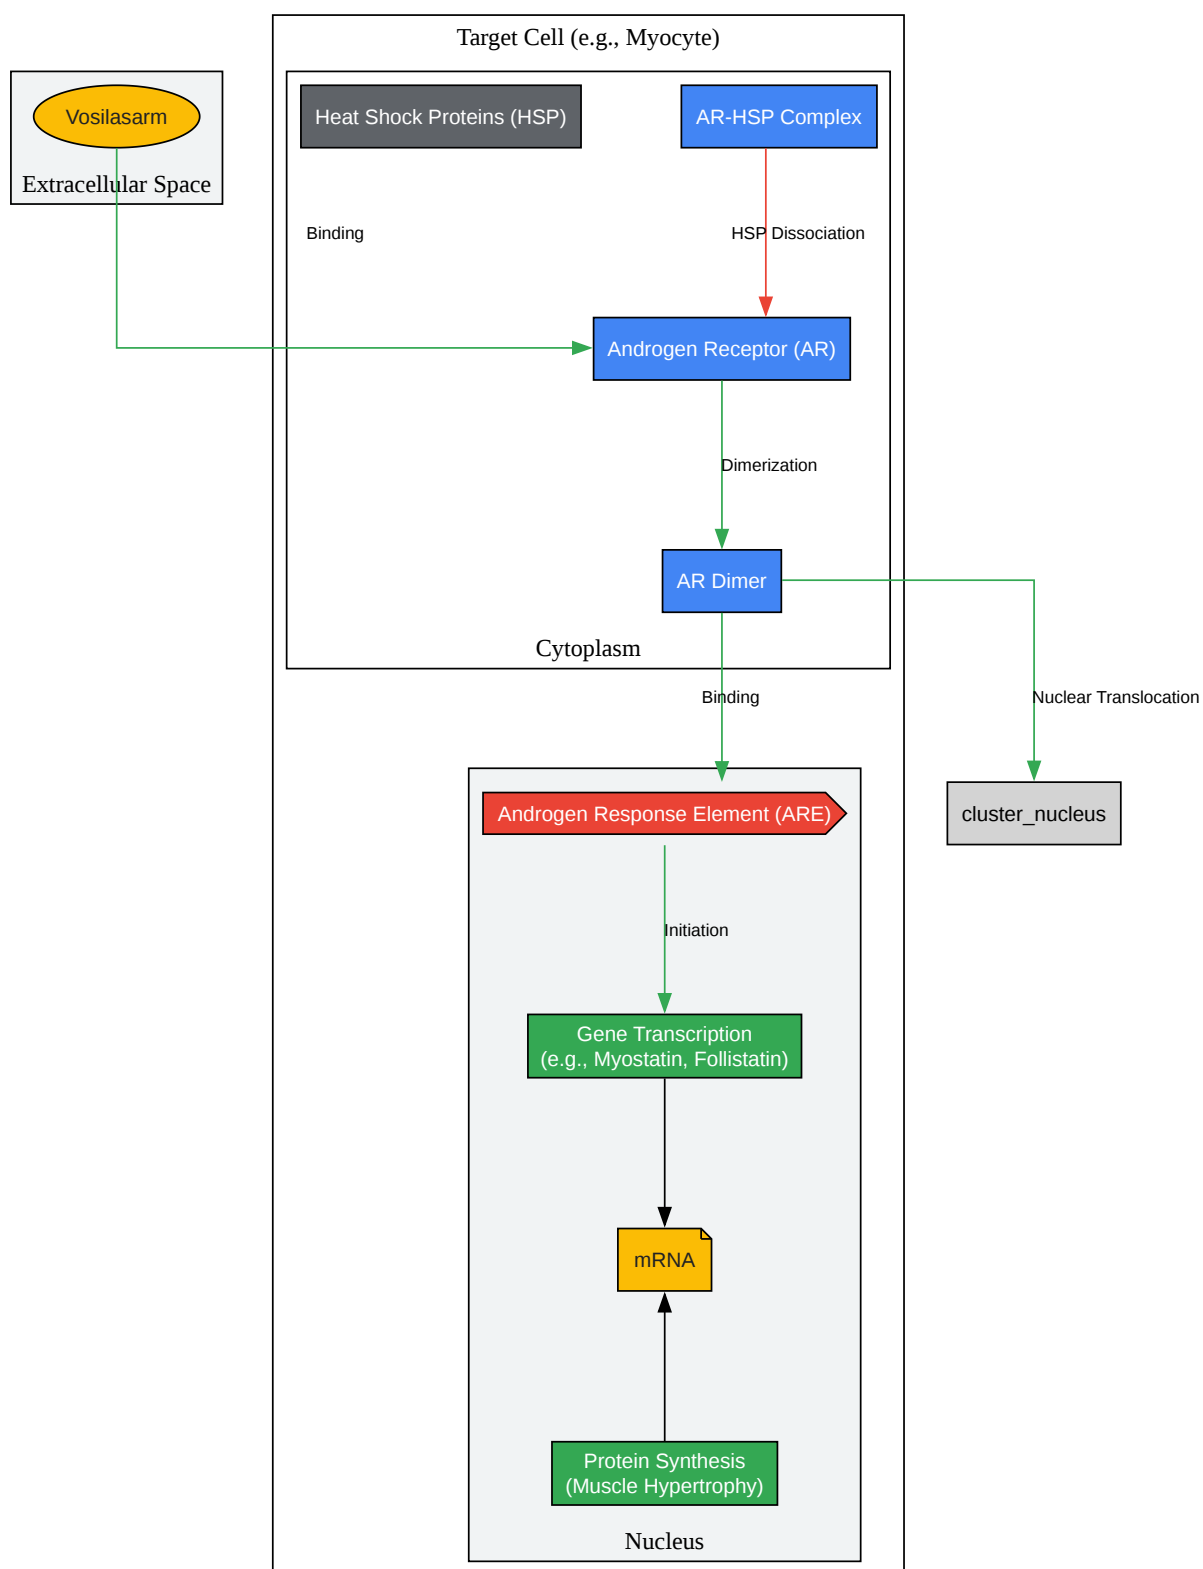 Target Cell (e.g., Myocyte)
Vosilasarm
Extracellular Space
Heat Shock Proteins (HSP)
AR-HSP Complex
Binding
HSP Dissociation
Androgen Receptor (AR)
Dimerization
AR Dimer
Cytoplasm
Binding
Nuclear Translocation
Androgen Response Element (ARE)
cluster_nucleus
Initiation
Gene Transcription
(e.g., Myostatin, Follistatin)
mRNA
Protein Synthesis
(Muscle Hypertrophy)
Nucleus